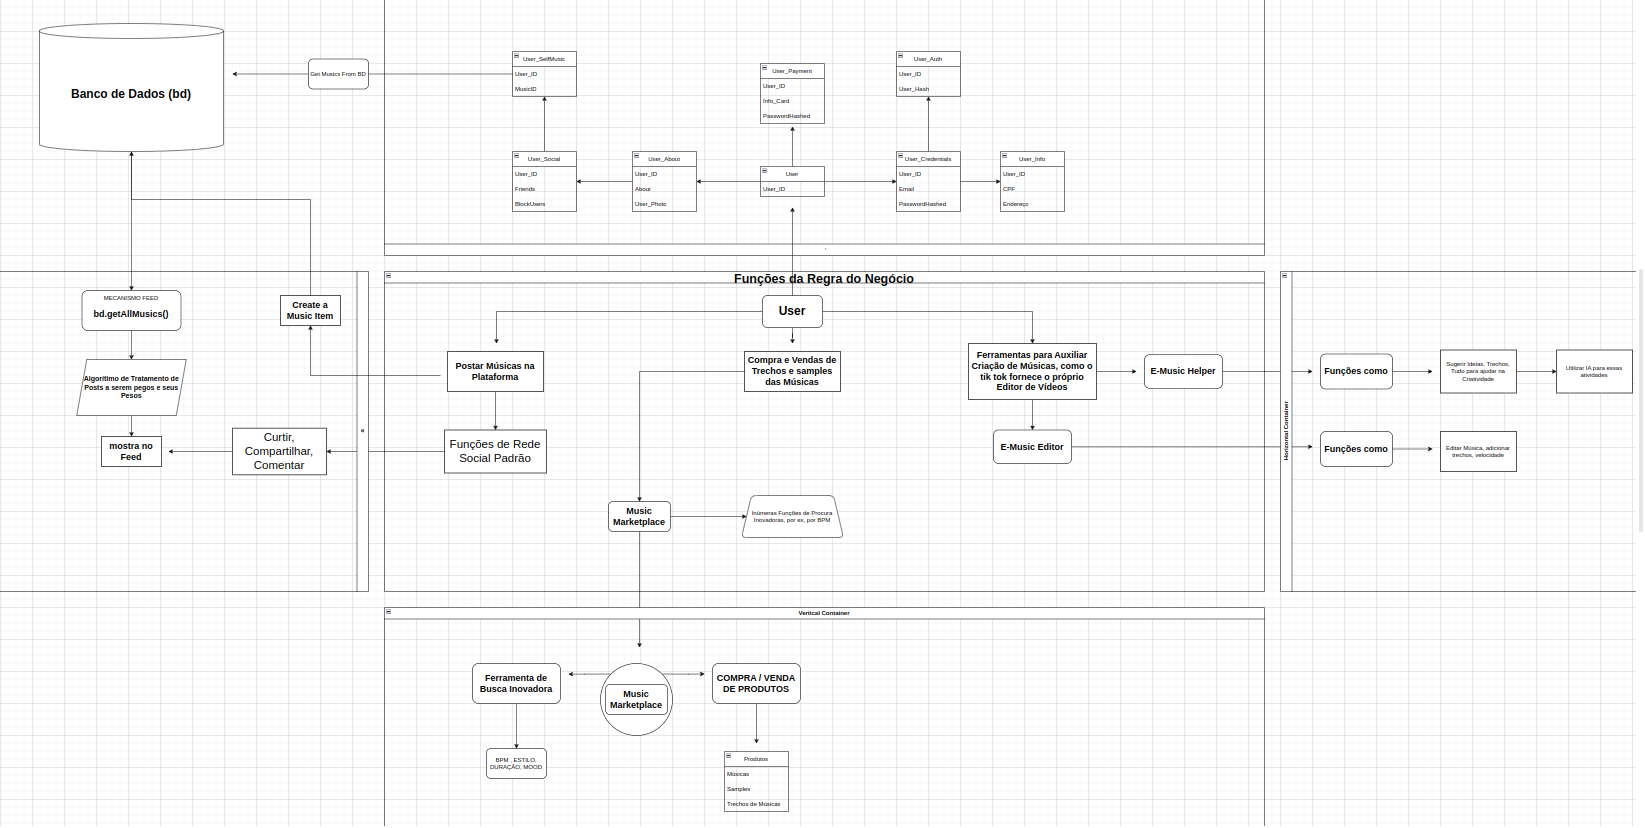 Banco de Dados (bd)
Get Musics From BD
User_SelfMusic
User_ID
MusicID
User_Payment
User_ID
Info_Card
PasswordHashed
User_Auth
User_ID
User_Hash
User_Social
User_ID
Friends
BlockUsers
User_About
User_ID
About
User_Photo
User
User_ID
User_Credentials
User_ID
Email
PasswordHashed
User_Info
User_ID
CPF
Endereço
Funções da Regra do Negócio
MECANISMO FEED
bd.getAllMusics()
Create a
Music Item
User
Algorítimo de Tratamento de
Posts a serem pegos e seus
Pesos
Postar Músicas na
Plataforma
Compra e Vendas de
Trechos e samples
das Músicas
Ferramentas para Auxiliar
Criação de Músicas, como o
tik tok fornece o próprio
Editor de Vídeos
E-Music Helper
Funções como
Sugerir Ideias, Trechos,
Tudo para ajudar na
Criatividade
Utilizar IA para essas
atividades
mostra no
Feed
Curtir,
Compartilhar,
Comentar
Funções de Rede
Social Padrão
E-Music Editor
Horizontal Container
Funções como
Editar Música, adicionar
trechos, velocidade
Music
Marketplace
Inúmeras Funções de Procura
Inovadoras, por ex, por BPM
Vertical Container
Ferramenta de
Busca Inovadora
Music
Marketplace
COMPRA / VENDA
DE PRODUTOS
BPM , ESTILO,
DURAÇÃO, MOOD
Produtos
Músicas
Samples
Trechos de Músicas